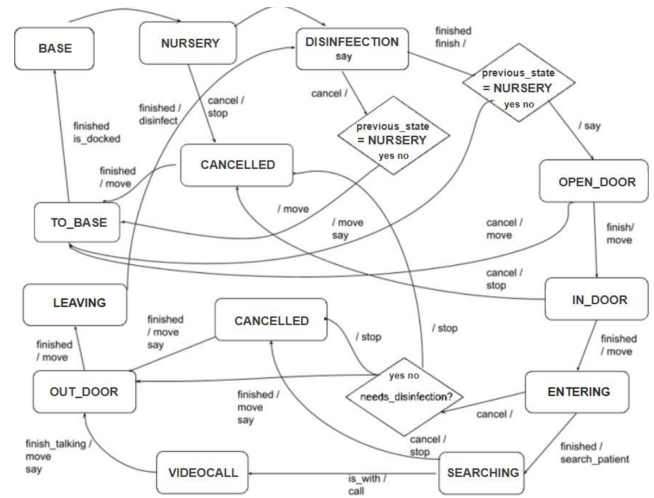 BASE
NURSERY
DISINFEECTION
say
finished
finish /
previous_state
= NURSERY
yes no
finished
is_docked
finished /
disinfect
cancel /
stop
cancel /
previous_state
= NURSERY
yes no
/ say
CANCELLED
finished
/ move
OPEN_DOOR
TO_BASE
/ move
/ move
say
cancel /
move
finish/
move
cancel /
stop
LEAVING
IN_DOOR
CANCELLED
finished
/ move
say
/ stop
/ stop
finished
/ move
finished
/ move
OUT_DOOR
yes no
needs_disinfection?
ENTERING
finished /
move
say
cancel /
cancel /
stop
finish_talking /
move
say
finished /
search_patient
VIDEOCALL
is_with /
call
SEARCHING